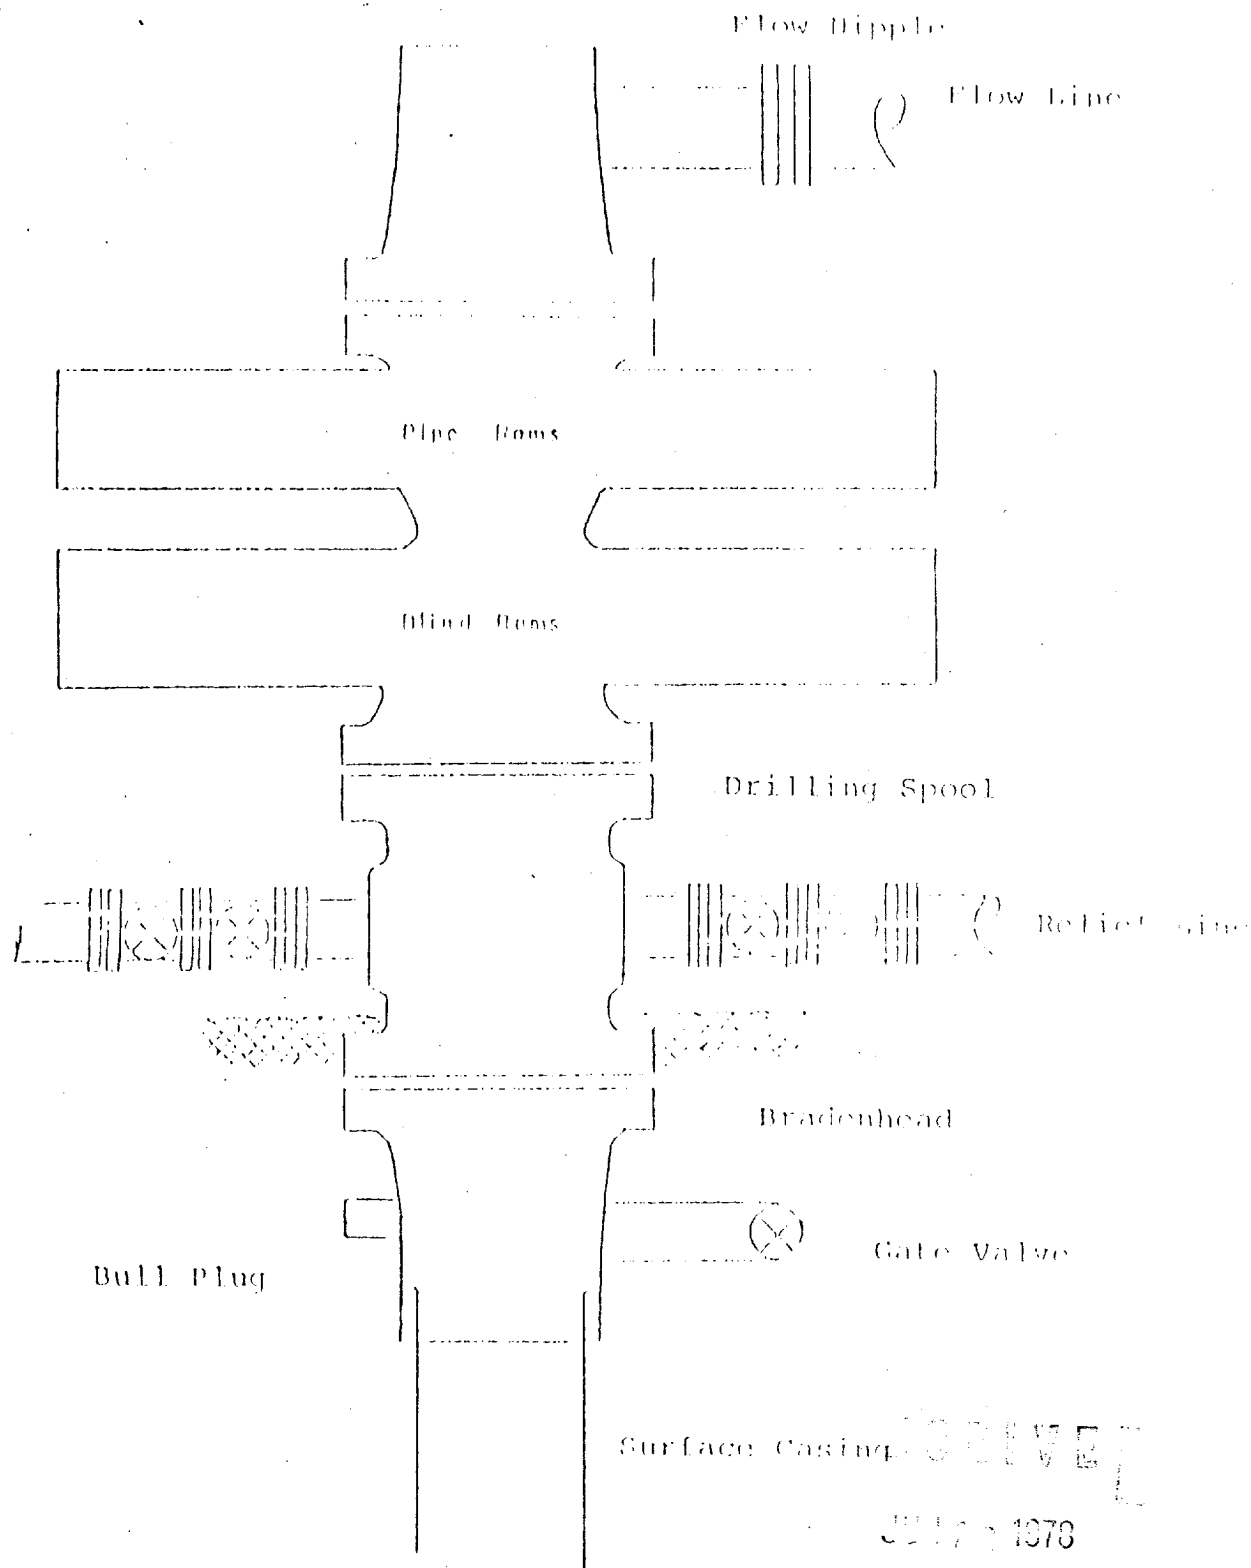 Flow Nipple
Flow Line
Pipe Rams
Blind Rams
Drilling Spool
Relief Line
Bradenhead
Gate Valve
Bull Plug
Surface Casing